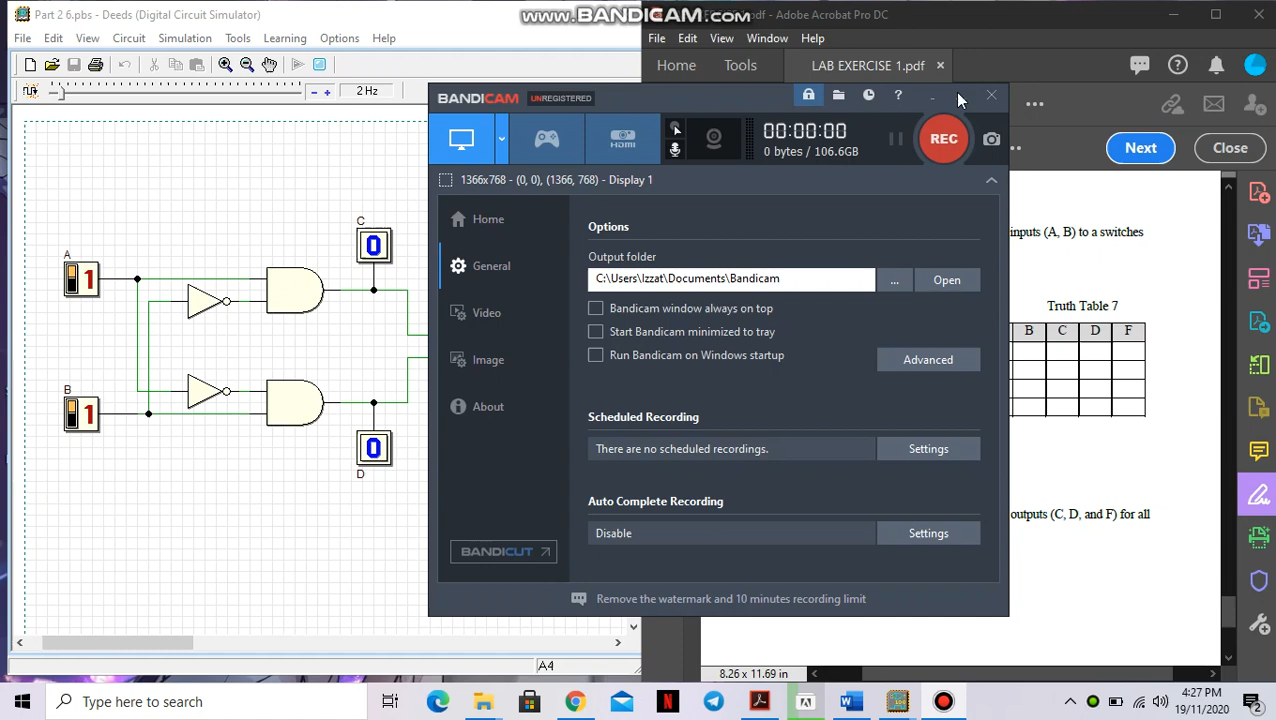 Part 2 6.pbs - Deeds (Digital Circuit Simulator)
www.BANDICAM.com
.pdf - Adobe Acrobat Pro DC
File Edit View Circuit Simulation Tools Learning Options Help
File Edit View Window Help
Home Tools LAB EXERCISE 1.pdf
2 Hz
BANDICAM UNREGISTERED
REC
00:00:00
0 bytes / 106.6GB
HDMI
Next Close
1366x768 - (0, 0), (1366, 768) - Display 1
Home
General
Video
Image
About
BANDICUT
Options
Output folder
C:\Users\Izzat\Documents\Bandicam
... Open
Bandicam window always on top
Start Bandicam minimized to tray
Run Bandicam on Windows startup
Advanced
Scheduled Recording
There are no scheduled recordings.
Settings
Auto Complete Recording
Disable
Settings
Remove the watermark and 10 minutes recording limit
A
1
B
1
C
0
0
D
inputs (A, B) to a switches
Truth Table 7
B C D F
outputs (C, D, and F) for all
A4
8.26 x 11.69 in
Type here to search
4:27 PM
19/11/2020
2